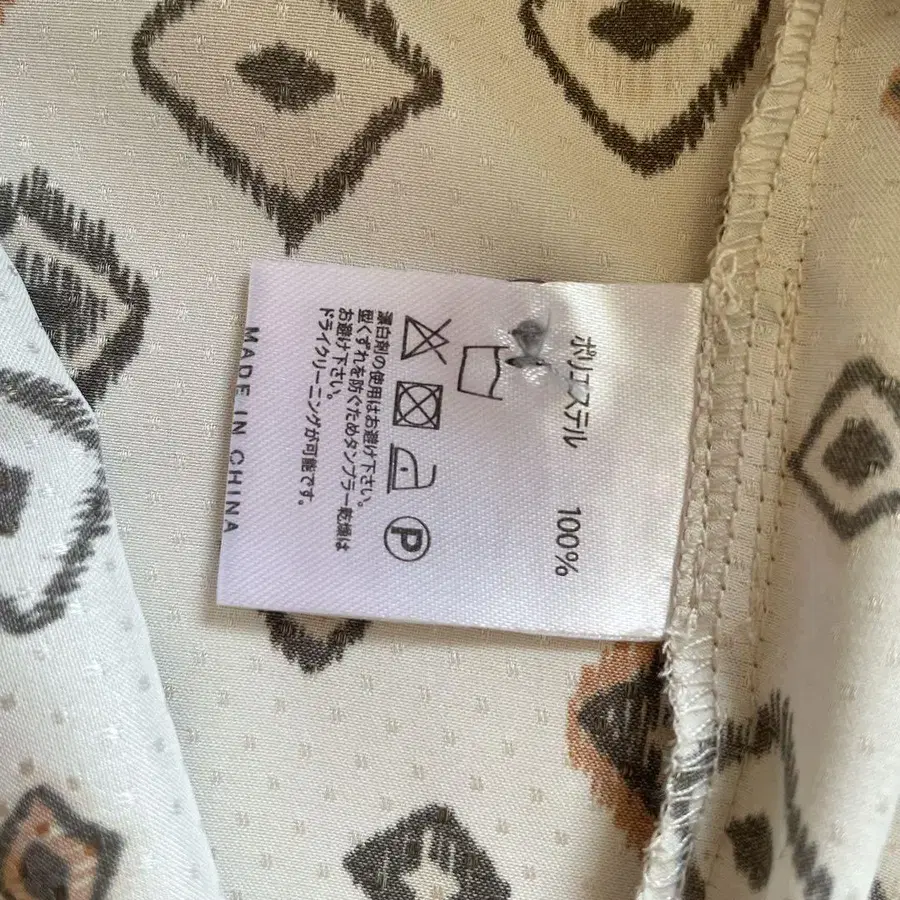 ポリエステル 100%
P
漂白剤の使用はお避け下さい。
型くずれを防ぐためタンブラー乾燥は
お避け下さい。
ドライクリーニングが可能です。
MADE IN CHINA